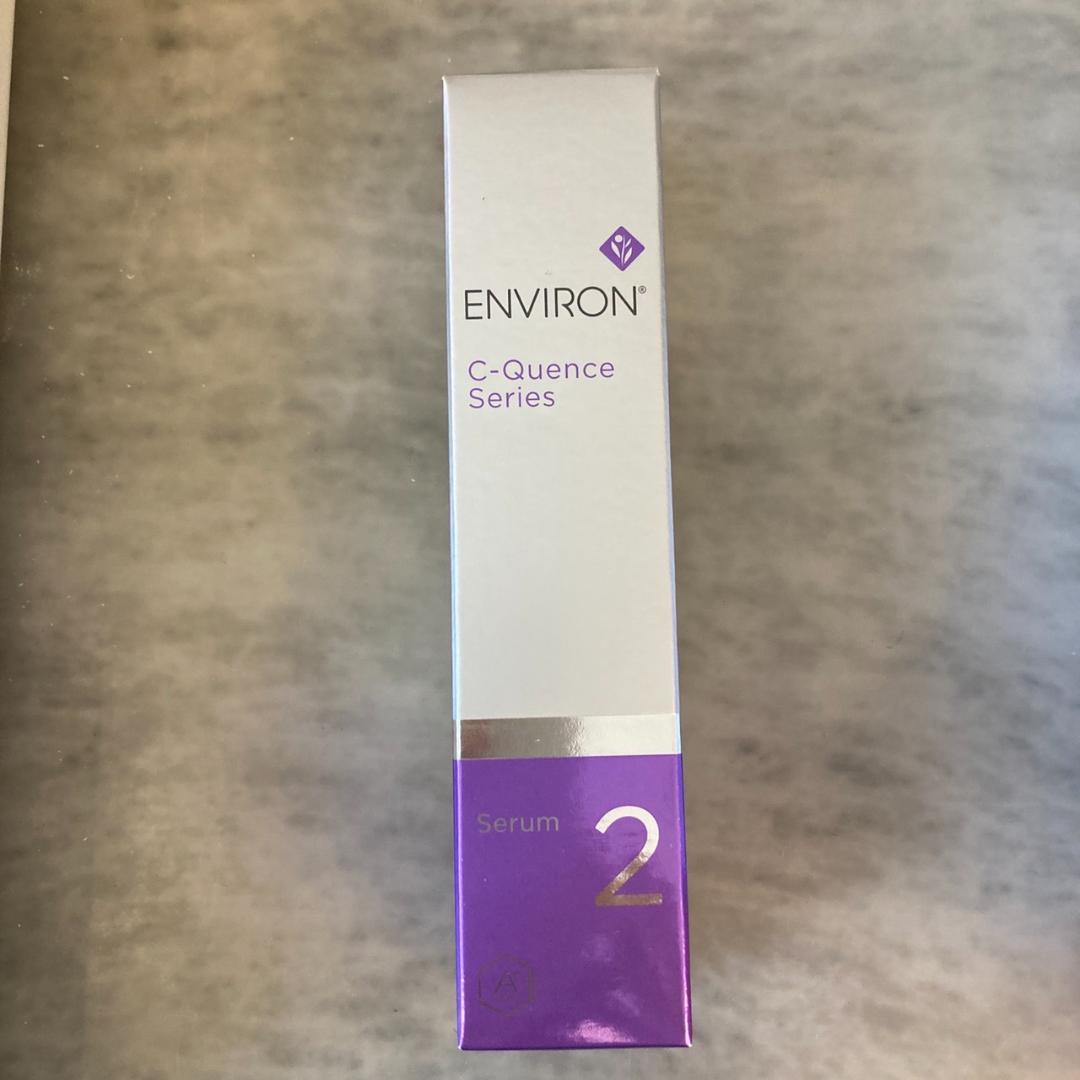 ENVIRON®
C-Quence
Series
Serum 2
A